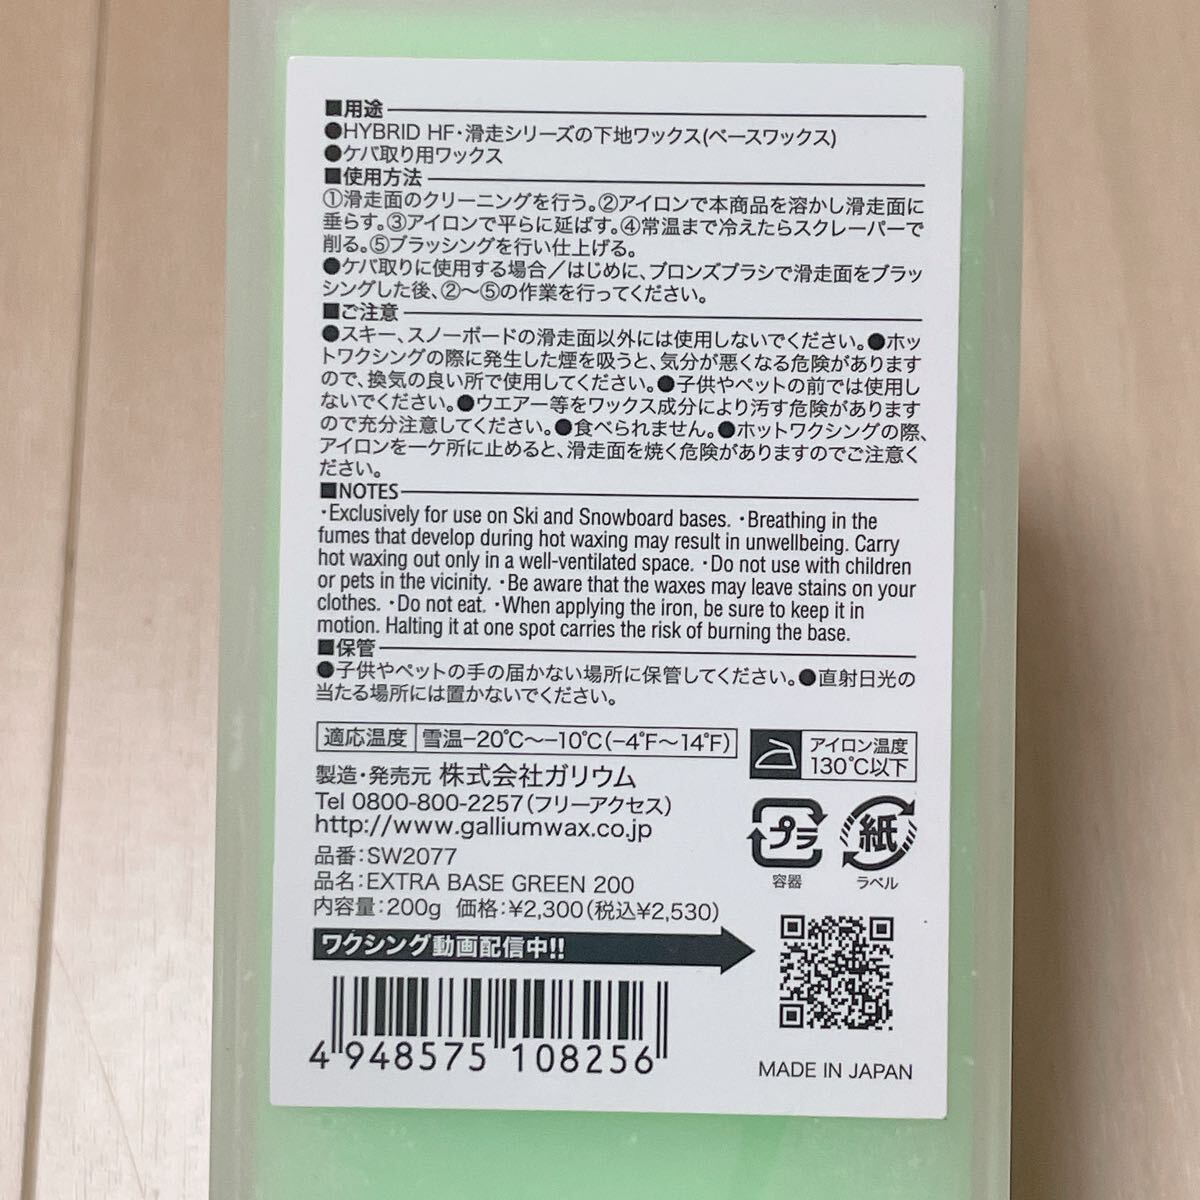 ■用途
●HYBRID HF・滑走シリーズの下地ワックス(ベースワックス)
●ケバ取り用ワックス
■使用方法
①滑走面のクリーニングを行う。②アイロンで本商品を溶かし滑走面に
垂らす。③アイロンで平らに延ばす。④常温まで冷えたらスクレーパーで
削る。⑤ブラッシングを行い仕上げる。
●ケバ取りに使用する場合/はじめに、ブロンズブラシで滑走面をブラッ
シングした後、②〜⑤の作業を行ってください。
■ご注意
●スキー、スノーボードの滑走面以外には使用しないでください。●ホッ
トワクシングの際に発生した煙を吸うと、気分が悪くなる危険があります
ので、換気の良い所で使用してください。●子供やペットの前では使用し
ないでください。●ウエアー等をワックス成分により汚す危険があります
ので充分注意してください。●食べられません。●ホットワクシングの際、
アイロンを一ケ所に止めると、滑走面を焼く危険がありますのでご注意く
ださい。
■NOTES
・Exclusively for use on Ski and Snowboard bases. ・Breathing in the
fumes that develop during hot waxing may result in unwellbeing. Carry
hot waxing out only in a well-ventilated space. ・Do not use with children
or pets in the vicinity. ・Be aware that the waxes may leave stains on your
clothes. ・Do not eat. ・When applying the iron, be sure to keep it in
motion. Halting it at one spot carries the risk of burning the base.
■保管
●子供やペットの手の届かない場所に保管してください。●直射日光の
当たる場所には置かないでください。
適応温度 雪温−20℃〜−10℃(−4℉〜14℉)
アイロン温度
130℃以下
製造・発売元 株式会社ガリウム
Tel 0800-800-2257(フリーアクセス)
http://www.galliumwax.co.jp
プラ
容器
紙
ラベル
品番:SW2077
品名:EXTRA BASE GREEN 200
内容量:200g 価格:¥2,300(税込¥2,530)
ワクシング動画配信中!!
4 948575 108256
MADE IN JAPAN